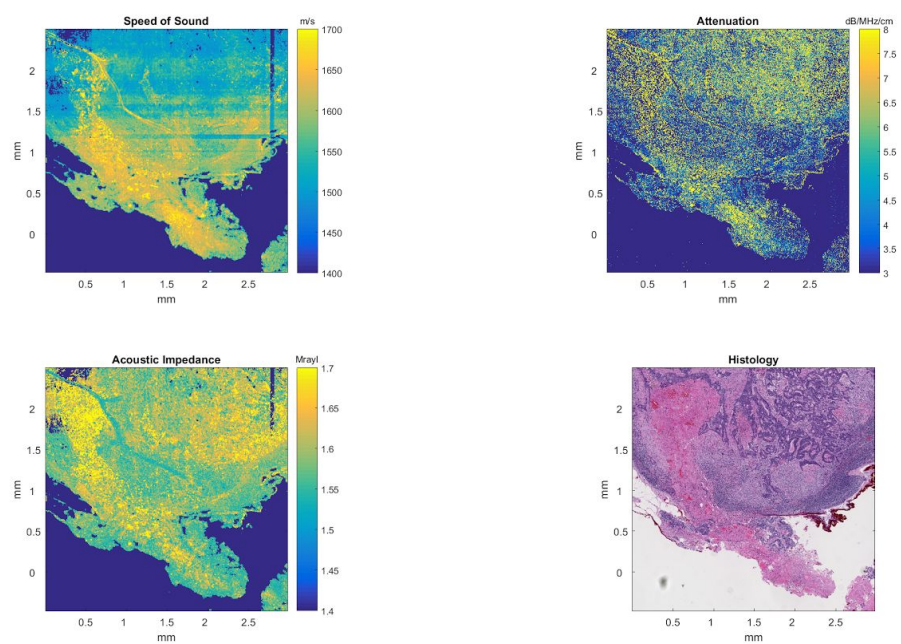 Speed of Sound
m/s
1700
1650
1600
1550
1500
1450
1400
mm
2
1.5
1
0.5
0
0.5 1 1.5 2 2.5
mm
Attenuation
dB/MHz/cm
8
7.5
7
6.5
6
5.5
5
4.5
4
3.5
3
mm
2
1.5
1
0.5
0
0.5 1 1.5 2 2.5
mm
Acoustic Impedance
Mrayl
1.7
1.65
1.6
1.55
1.5
1.45
1.4
mm
2
1.5
1
0.5
0
0.5 1 1.5 2 2.5
mm
Histology
mm
2
1.5
1
0.5
0
0.5 1 1.5 2 2.5
mm